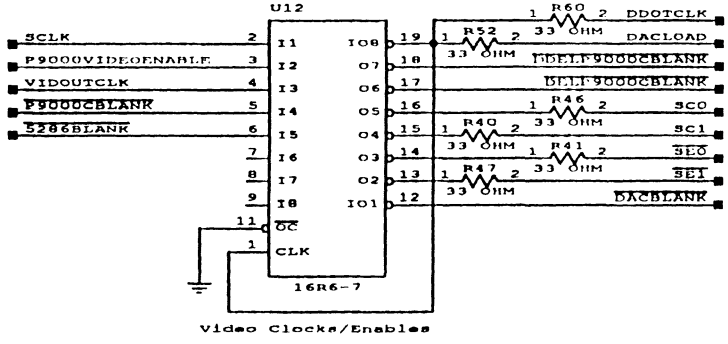 U12
R60
1 2 DDOTCLK
33 OHM
SCLK 2 I1 IO8 19 1 R52 2 DACLOAD
33 OHM
P9000VIDEOENABLE 3 I2 O7 18 DDELP9000CBLANK
VIDOUTCLK 4 I3 O6 17 DELP9000CBLANK
P9000CBLANK 5 I4 O5 16 1 R46 2 SC0
33 OHM
S286BLANK 6 I5 O4 15 1 R40 2 SC1
33 OHM
7 I6 O3 14 1 R41 2 SE0
33 OHM
8 I7 O2 13 1 R47 2 SE1
33 OHM
9 I8 IO1 12 DACBLANK
11 OC
1 CLK
16R6-7
Video Clocks/Enables